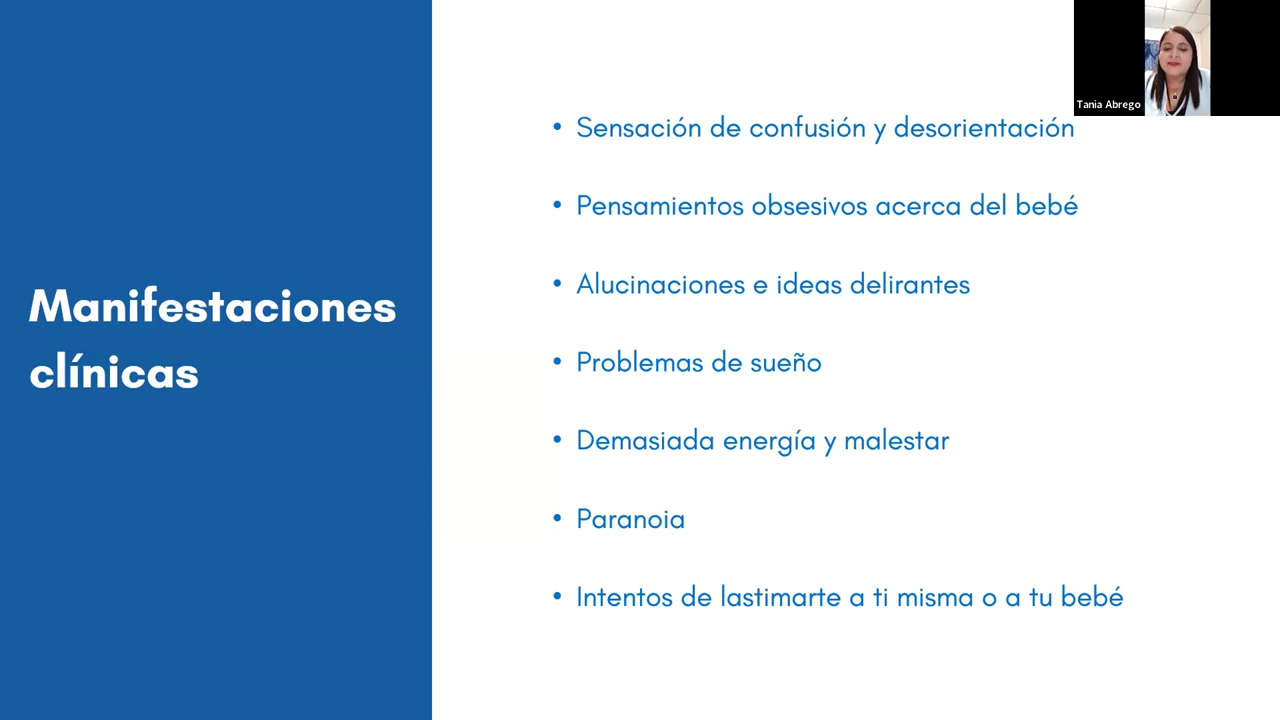 Manifestaciones
clínicas
• Sensación de confusión y desorientación
• Pensamientos obsesivos acerca del bebé
• Alucinaciones e ideas delirantes
• Problemas de sueño
• Demasiada energía y malestar
• Paranoia
• Intentos de lastimarte a ti misma o a tu bebé
Tania Abrego